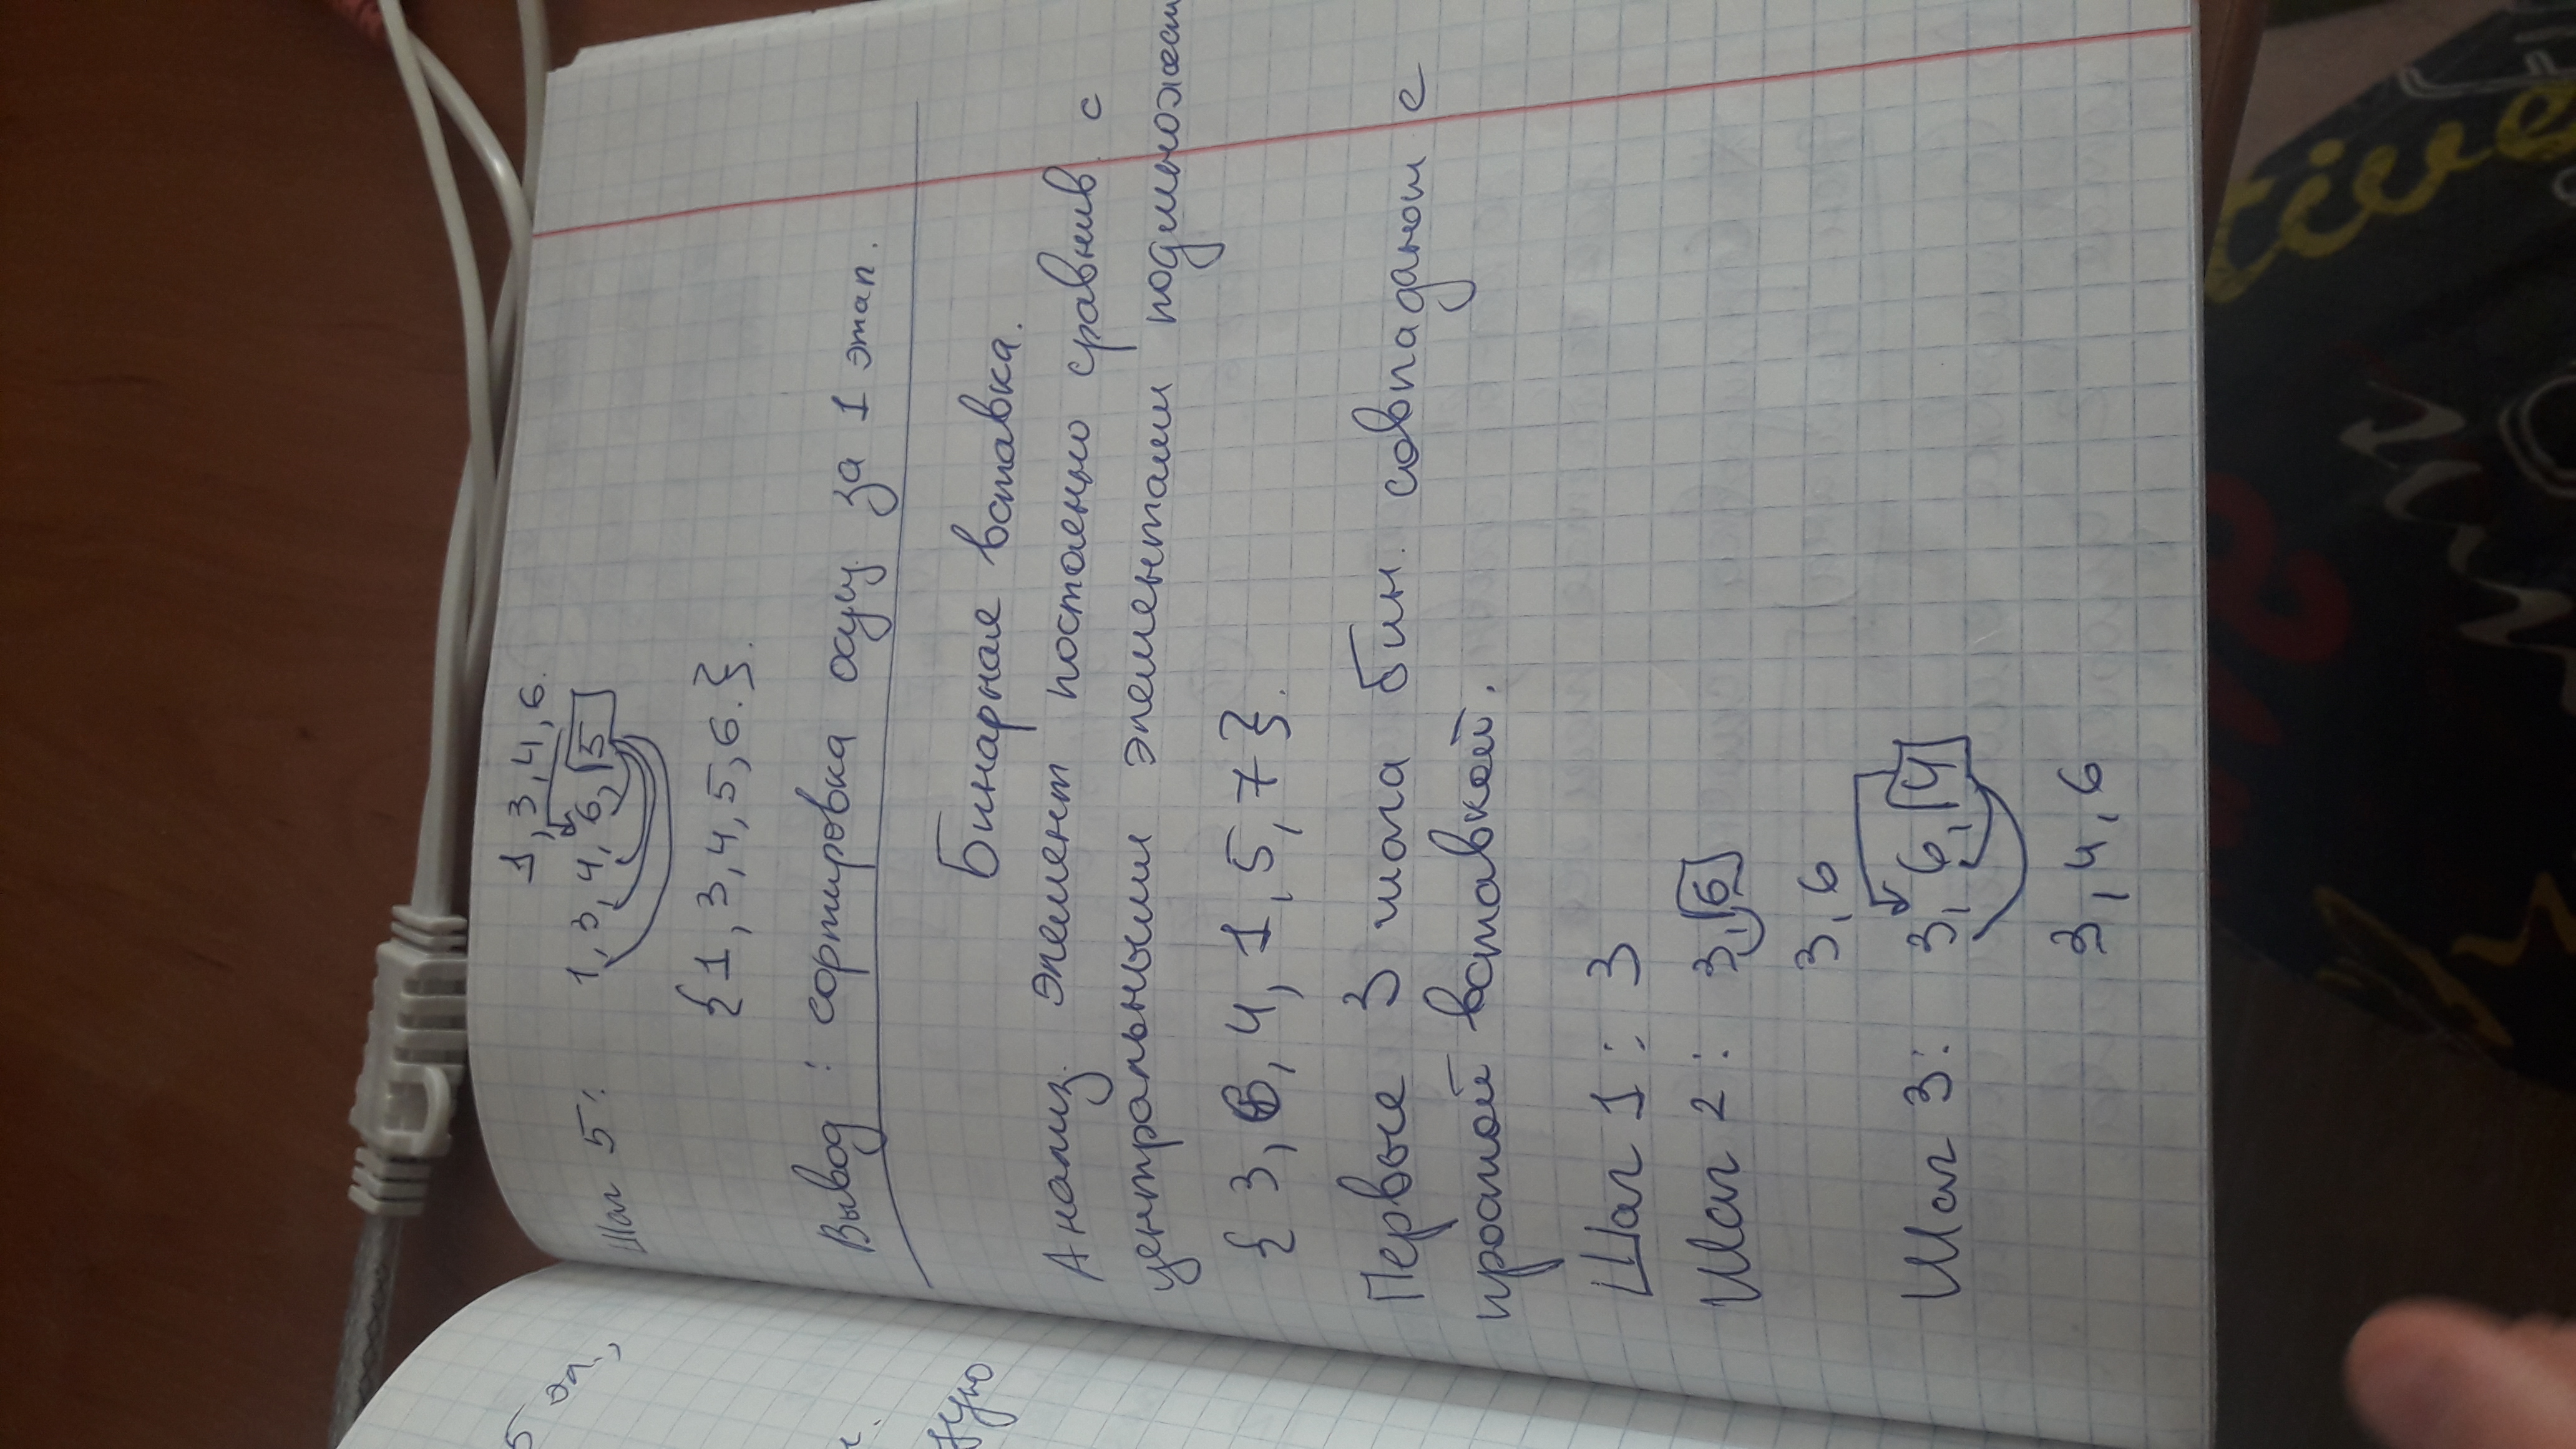 5 эл,
зую
1, 3, 4, 6.
Шаг 5: 1, 3, 4, 6, 5
{1, 3, 4, 5, 6.}.
Вывод: сортировка осущ. за 1 этап.
Бинарная вставка.
Анализ. элемент постоенно сравнив. с
центральными элементами подмножест
{3, 6, 4, 1, 5, 7}.
Первые 3 шага бин. совпадают с
простой вставкой.
Шаг 1: 3
Шаг 2: 3, 6
3, 6
Шаг 3: 3, 6, 4
3, 4, 6